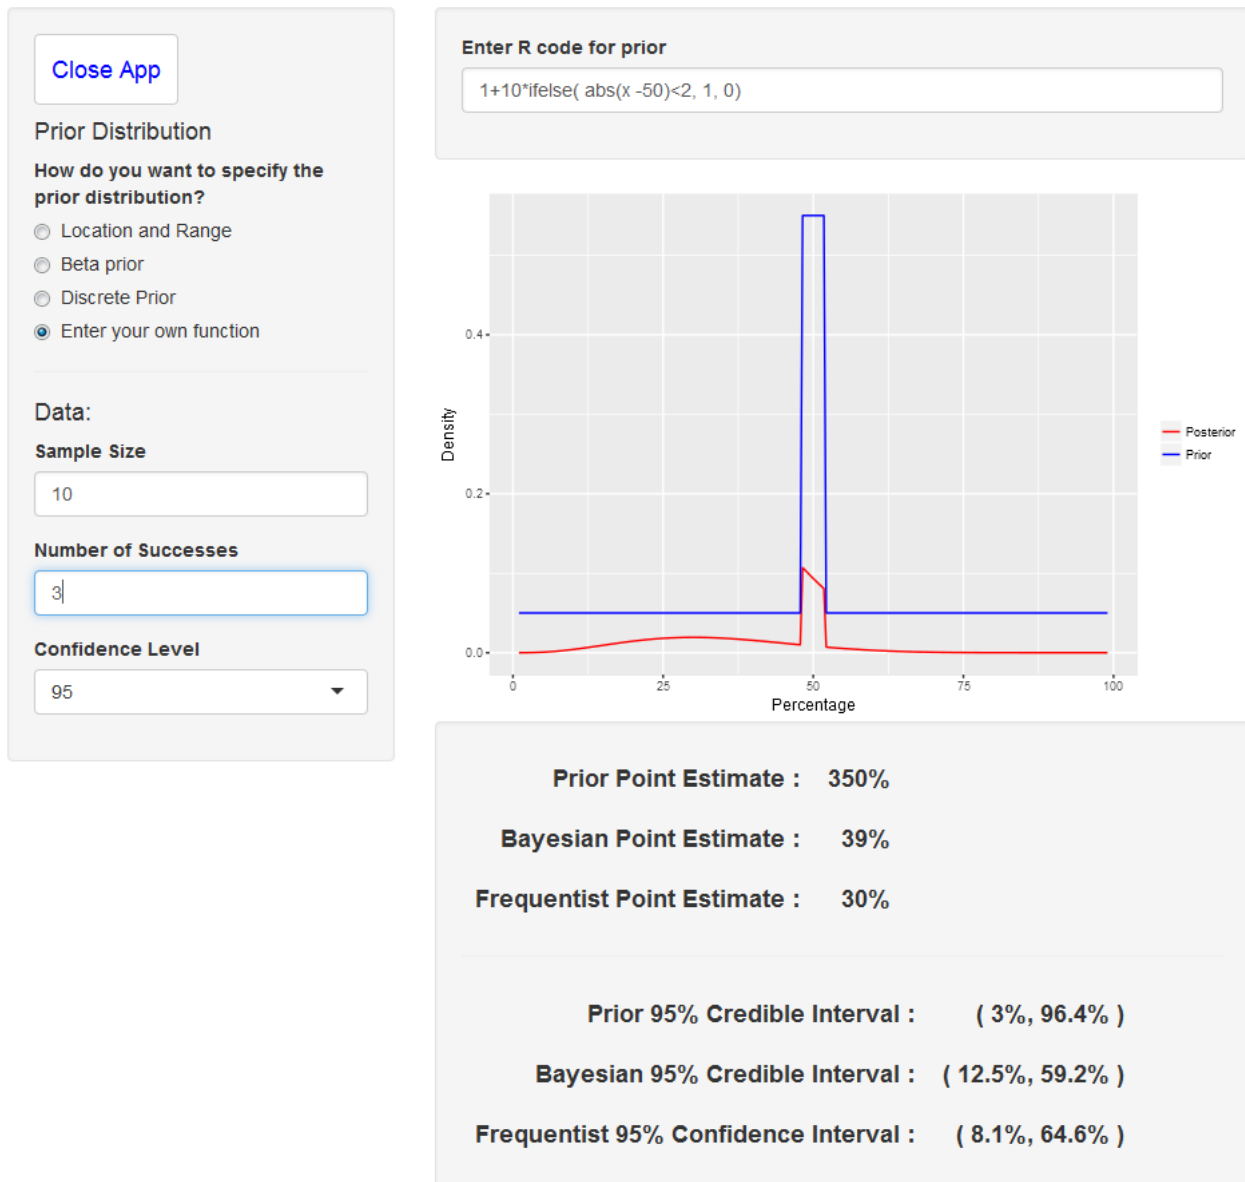 Close App
Prior Distribution
How do you want to specify the
prior distribution?
Location and Range
Beta prior
Discrete Prior
Enter your own function
Data:
Sample Size
10
Number of Successes
3
Confidence Level
95
Enter R code for prior
1+10*ifelse( abs(x -50)<2, 1, 0)
Density
0.4
0.2
0.0
0 25 50 75 100
Percentage
Posterior
Prior
Prior Point Estimate : 350%
Bayesian Point Estimate : 39%
Frequentist Point Estimate : 30%
Prior 95% Credible Interval : ( 3%, 96.4% )
Bayesian 95% Credible Interval : ( 12.5%, 59.2% )
Frequentist 95% Confidence Interval : ( 8.1%, 64.6% )